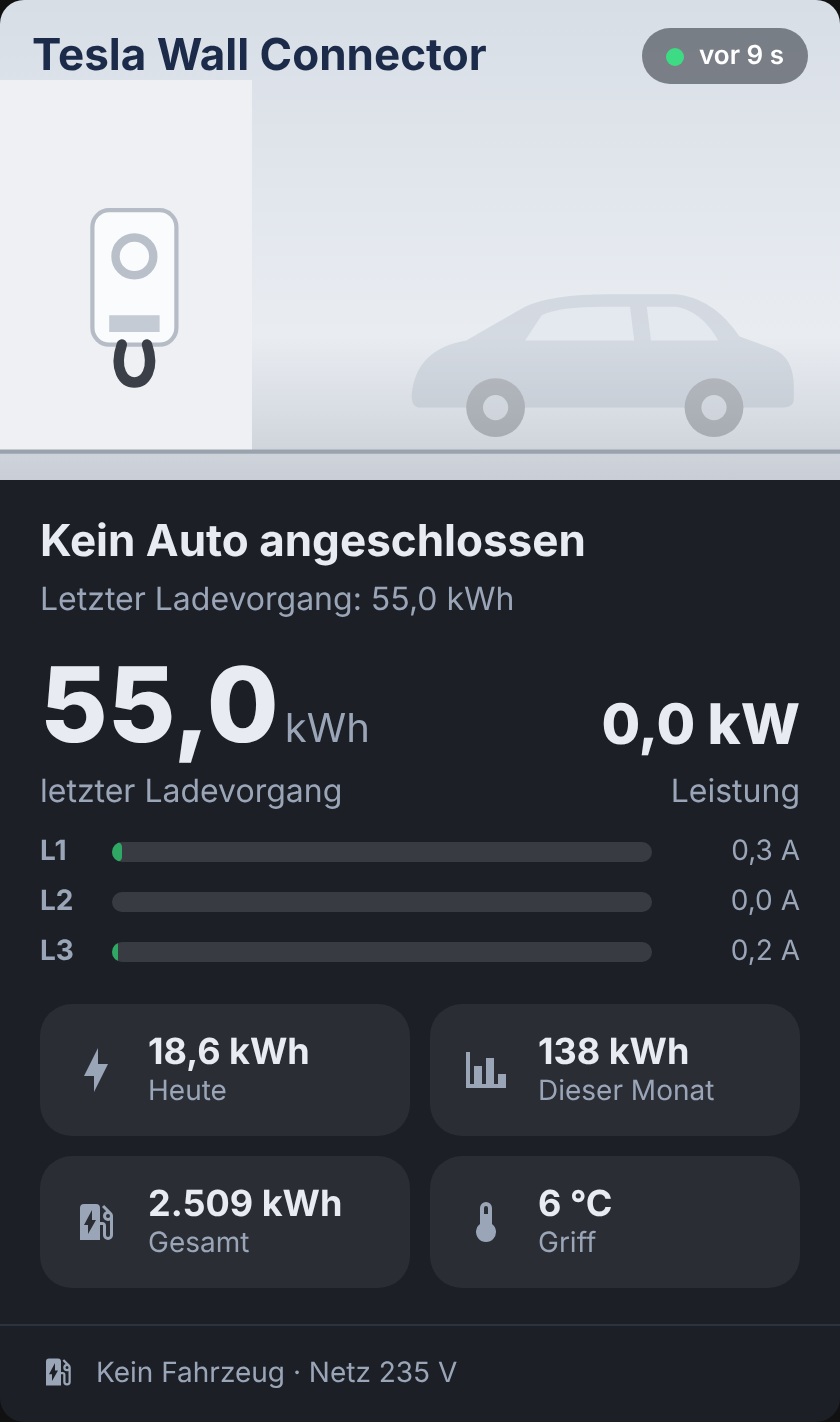 Tesla Wall Connector
vor 9 s
Kein Auto angeschlossen
Letzter Ladevorgang: 55,0 kWh
55,0 kWh
0,0 kW
letzter Ladevorgang
Leistung
L1 0,3 A
L2 0,0 A
L3 0,2 A
18,6 kWh
Heute
138 kWh
Dieser Monat
2.509 kWh
Gesamt
6 °C
Griff
Kein Fahrzeug · Netz 235 V